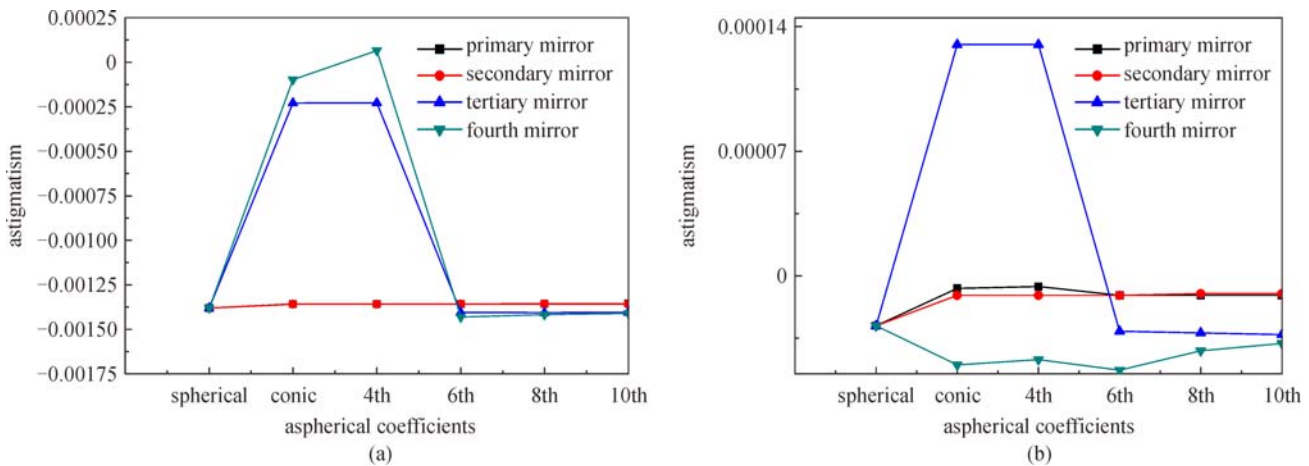 0.00025
0
−0.00025
−0.00050
−0.00075
−0.00100
−0.00125
−0.00150
−0.00175
astigmatism
primary mirror
secondary mirror
tertiary mirror
fourth mirror
spherical conic 4th 6th 8th 10th
aspherical coefficients
(a)
0.00014
0.00007
0
astigmatism
primary mirror
secondary mirror
tertiary mirror
fourth mirror
spherical conic 4th 6th 8th 10th
aspherical coefficients
(b)